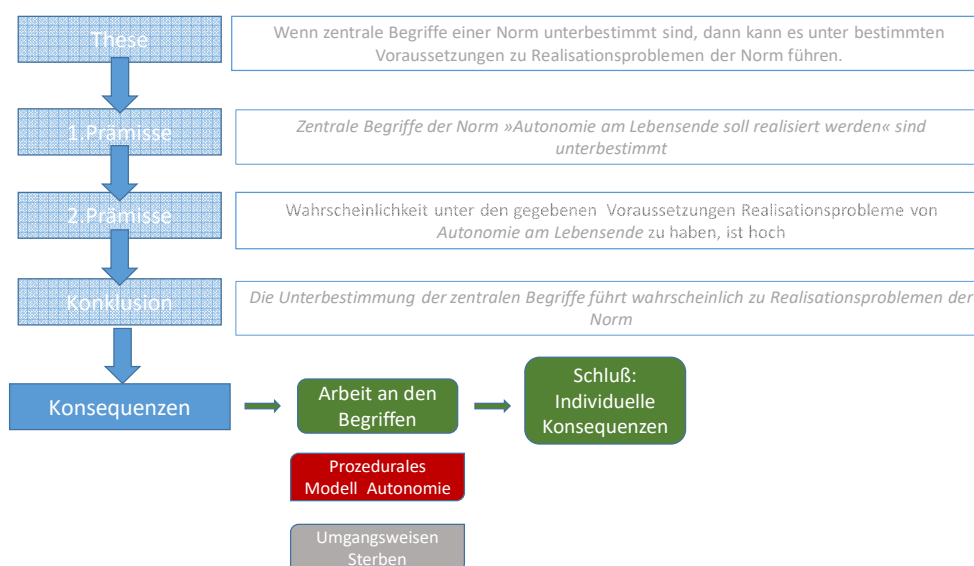 These
Wenn zentrale Begriffe einer Norm unterbestimmt sind, dann kann es unter bestimmten
Voraussetzungen zu Realisationsproblemen der Norm führen.
1.Prämisse
Zentrale Begriffe der Norm »Autonomie am Lebensende soll realisiert werden« sind
unterbestimmt
2.Prämisse
Wahrscheinlichkeit unter den gegebenen Voraussetzungen Realisationsprobleme von
Autonomie am Lebensende zu haben, ist hoch
Konklusion
Die Unterbestimmung der zentralen Begriffe führt wahrscheinlich zu Realisationsproblemen der
Norm
Konsequenzen
Arbeit an den
Begriffen
Schluß:
Individuelle
Konsequenzen
Prozedurales
Modell Autonomie
Umgangsweisen
Sterben